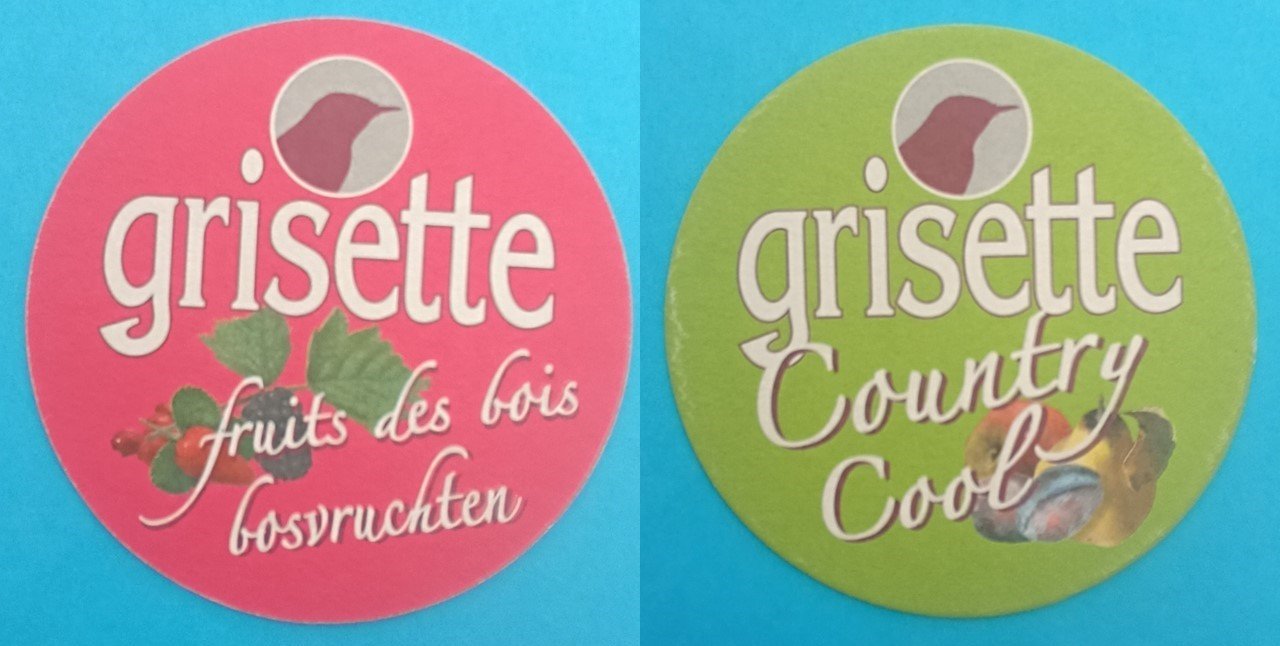 grisette
fruits des bois
bosvruchten
grisette
Country
Cool